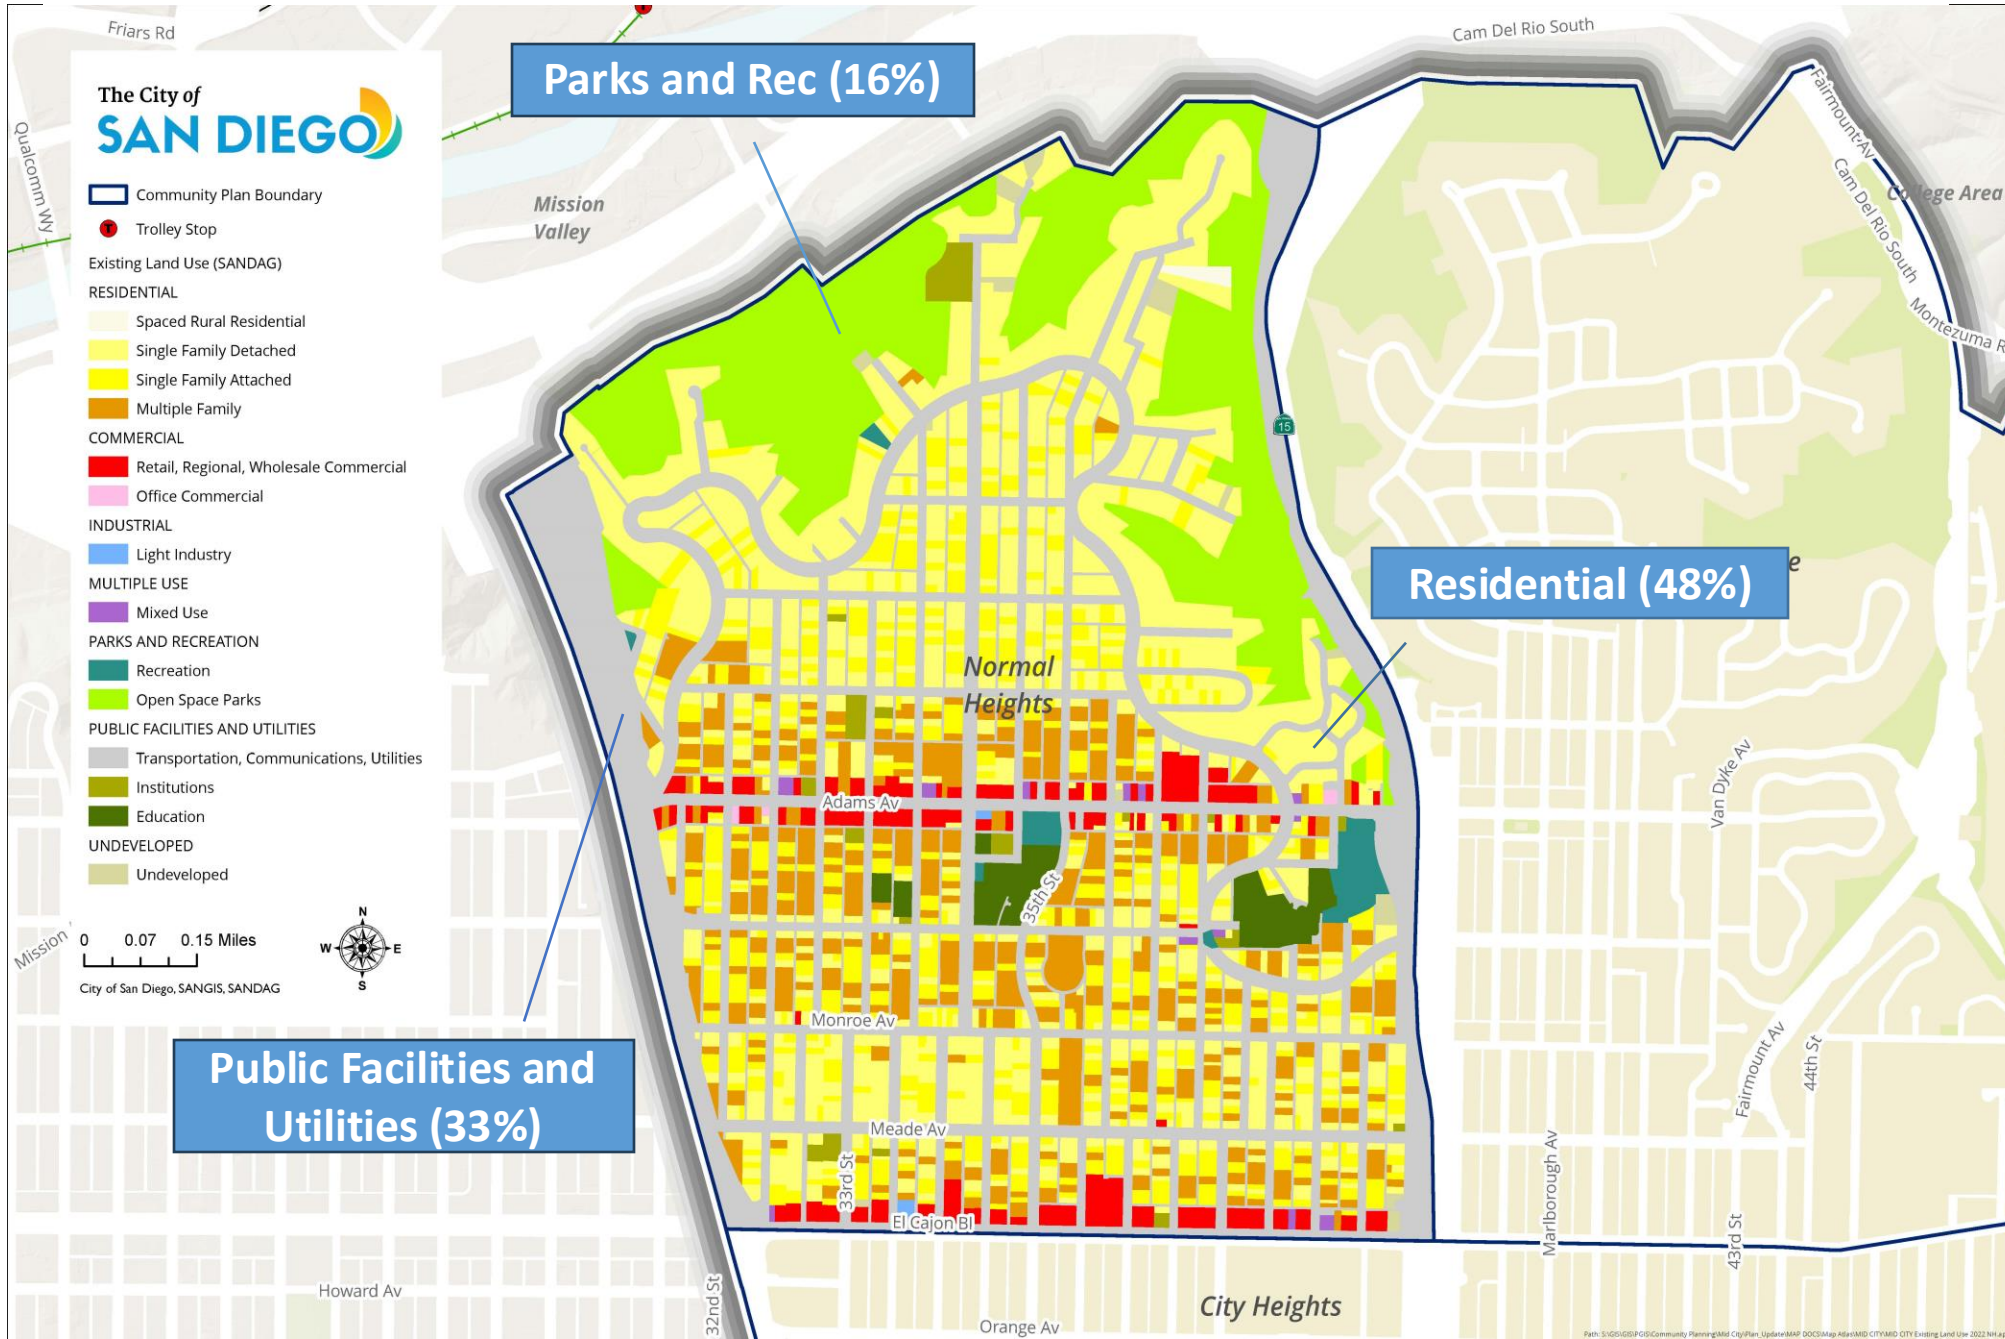 Friars Rd
Qualcomm Wy
The City of
SAN DIEGO
Community Plan Boundary
T
Trolley Stop
Existing Land Use (SANDAG)
RESIDENTIAL
Spaced Rural Residential
Single Family Detached
Single Family Attached
Multiple Family
COMMERCIAL
Retail, Regional, Wholesale Commercial
Office Commercial
INDUSTRIAL
Light Industry
MULTIPLE USE
Mixed Use
PARKS AND RECREATION
Recreation
Open Space Parks
PUBLIC FACILITIES AND UTILITIES
Transportation, Communications, Utilities
Institutions
Education
UNDEVELOPED
Undeveloped
0 0.07 0.15 Miles
City of San Diego, SANGIS, SANDAG
N
W E
S
Mission
T
Parks and Rec (16%)
Mission
Valley
Cam Del Rio South
Fairmount Av
Cam Del Rio South
College Area
Montezuma R
15
Residential (48%)
e
Normal
Heights
Adams Av
35th St
Van Dyke Av
Monroe Av
Public Facilities and
Utilities (33%)
Meade Av
33rd St
El Cajon Bl
Fairmount Av
44th St
Marlborough Av
43rd St
Howard Av
32nd St
Orange Av
City Heights